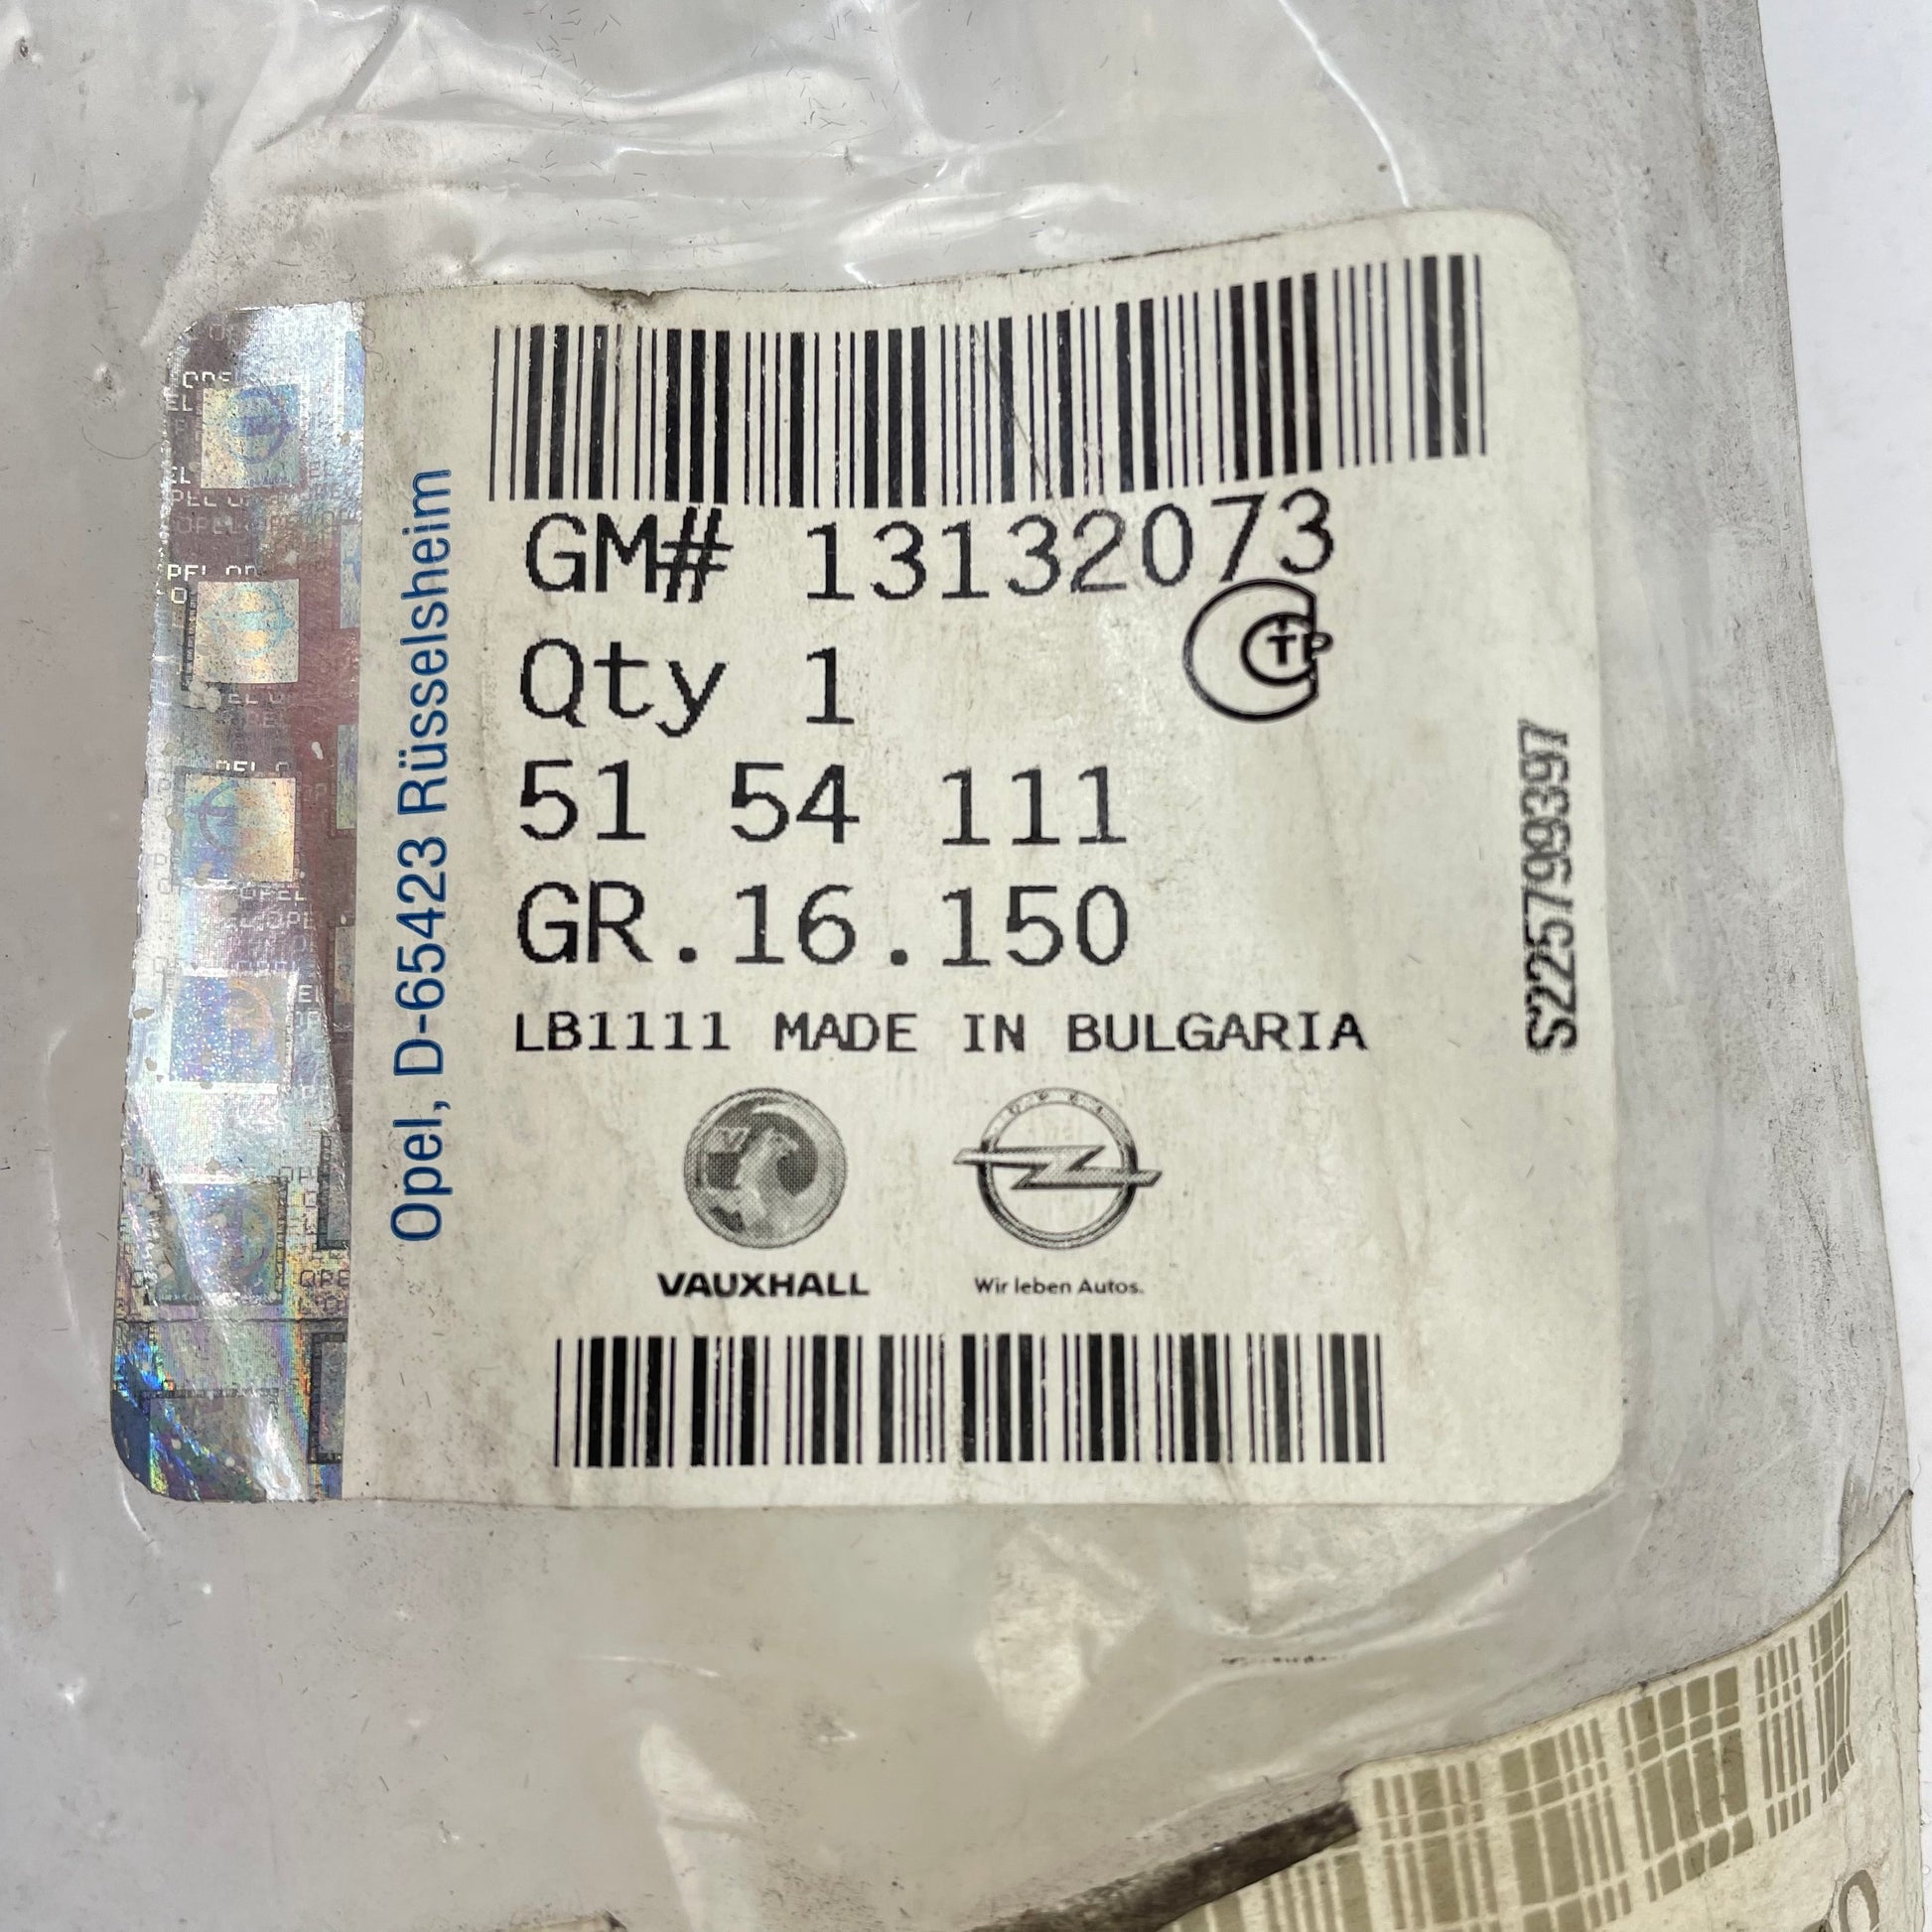 GM# 13132073
Qty 1
51 54 111
GR.16.150
LB1111 MADE IN BULGARIA
VAUXHALL
Wir leben Autos.
Opel, D-65423 Rüsselsheim
S225799397